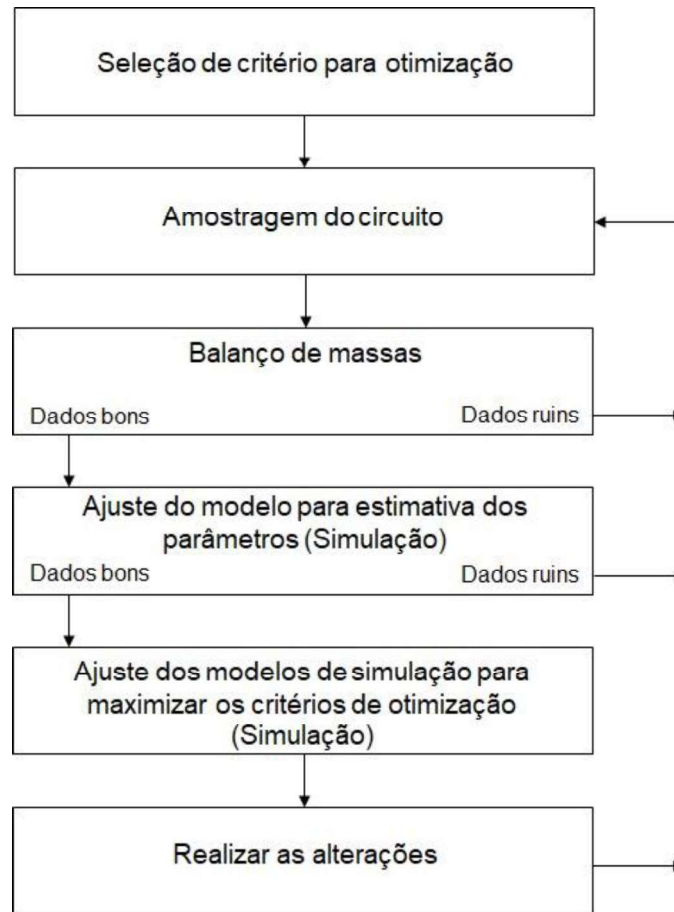 Seleção de critério para otimização
Amostragem do circuito
Balanço de massas
Dados bons
Dados ruins
Ajuste do modelo para estimativa dos
parâmetros (Simulação)
Dados bons
Dados ruins
Ajuste dos modelos de simulação para
maximizar os critérios de otimização
(Simulação)
Realizar as alterações